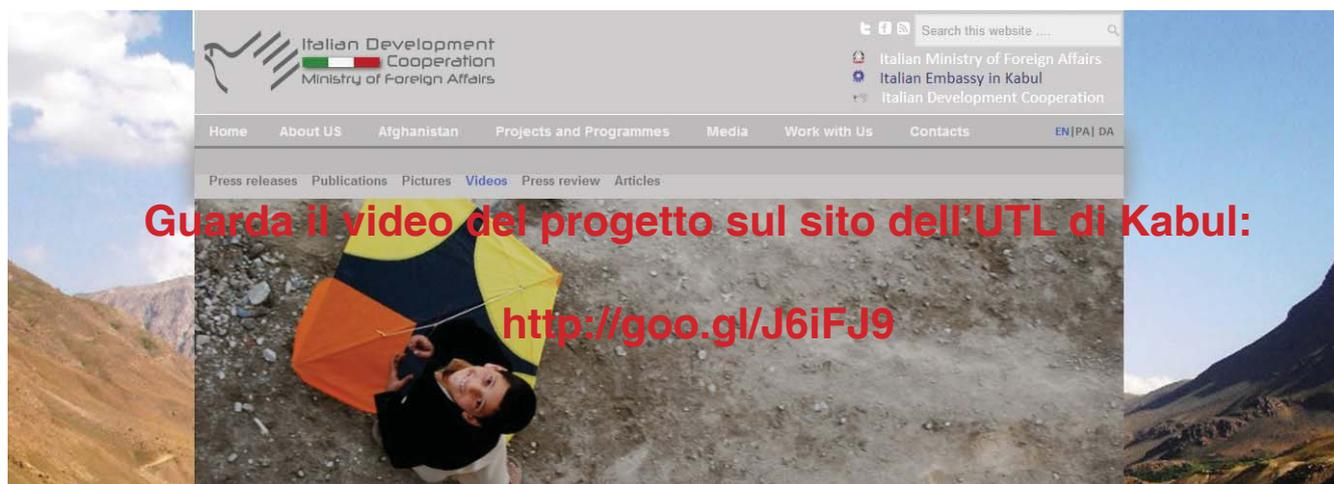 Italian Development
Cooperation
Ministry of Foreign Affairs
Search this website ....
Italian Ministry of Foreign Affairs
Italian Embassy in Kabul
Italian Development Cooperation
Home About US Afghanistan Projects and Programmes Media Work with Us Contacts EN|PA| DA
Press releases Publications Pictures Videos Press review Articles
Guarda il video del progetto sul sito dell’UTL di Kabul:
http://goo.gl/J6iFJ9